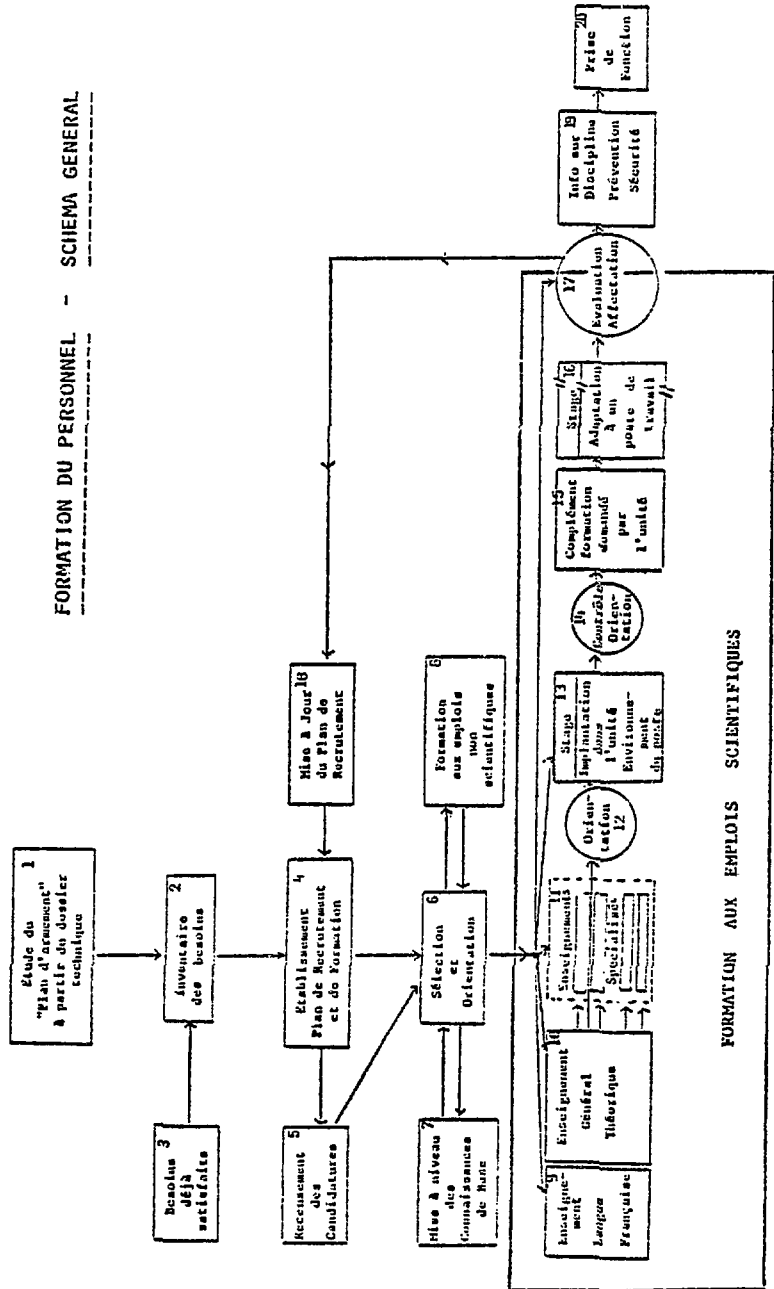 FORMATION DU PERSONNEL - SCHEMA GENERAL
1
Etude du
"Plan d'armement"
à partir du dossier
technique
2
inventaire
des besoins
3
Besoins
déjà
satisfaits
4
Etablissement
Plan de Recrutement
et de Formation
18
Mise à Jour
du Plan de
Recrutement
5
Recensement
des
Candidatures
6
Sélection
et
Orientation
7
Mise à niveau
des
Connaissances
de Base
8
Formation
aux emplois
non
scientifiques
9
Enseigne-
ment
Langue
Française
10
Enseignement
Général
Théorique
11
Enseignements
Spécialisés
Orien-
tation
12
13
Stage
Implantation
dans
l'unité
Environne-
ment
du poste
14
Contrôle
Orien-
tation
15
Complément
formation
demandé
par
l'unité
16
Stage
Adaptation
à un
poste de
travail
17
Evaluation
Affectation
19
Info sur
Discipline
Prévention
Sécurité
20
Prise
de
Fonction
FORMATION AUX EMPLOIS SCIENTIFIQUES